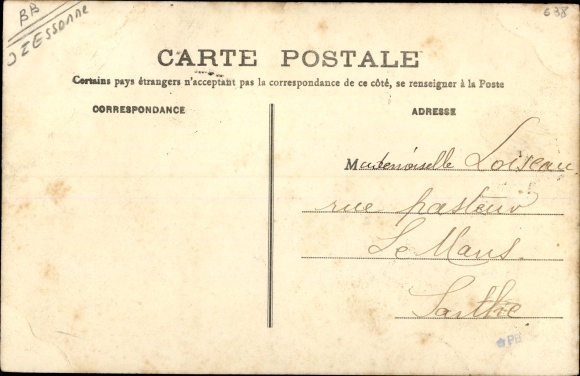 BB
Essonne
638
CARTE POSTALE
Certains pays étrangers n'acceptent pas la correspondance de ce côté, se renseigner à la Poste
CORRESPONDANCE
ADRESSE
Mademoiselle Loiseau
rue pasteur
Le Mans
Sarthe
PB